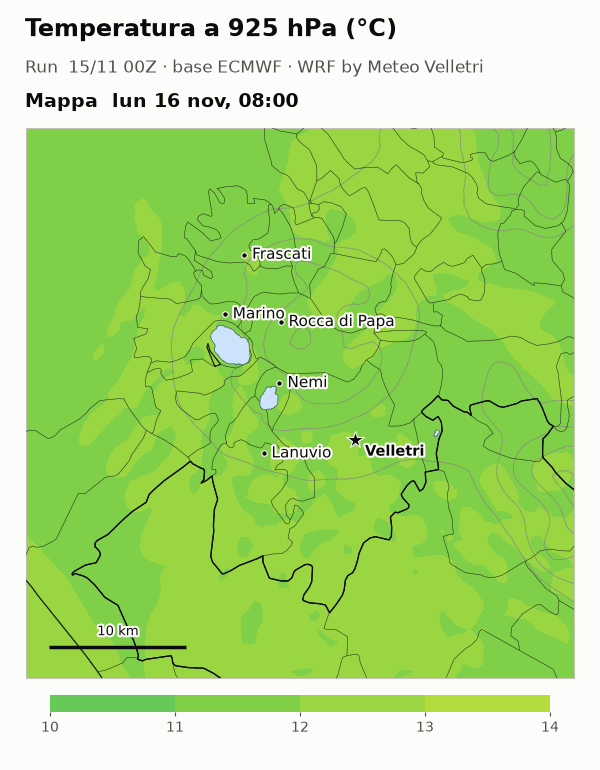 Temperatura a 925 hPa (°C)
Run  15/11 00Z · base ECMWF · WRF by Meteo Velletri
Mappa  lun 16 nov, 08:00
Frascati
Marino
Rocca di Papa
Nemi
Velletri
Lanuvio
10 km
10 11 12 13 14